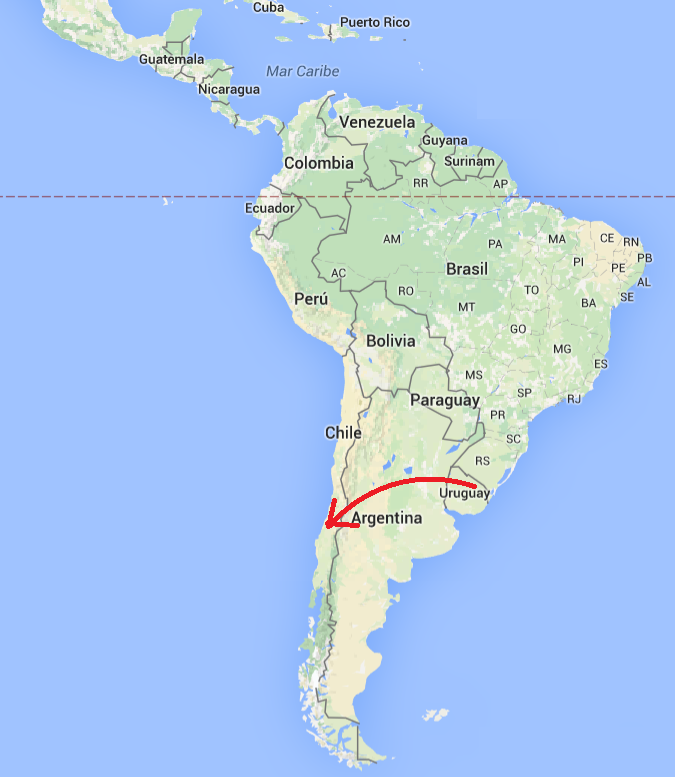 Cuba
Puerto Rico
Guatemala
Mar Caribe
Nicaragua
Venezuela
Guyana
Colombia
Surinam
RR
AP
Ecuador
AM
PA
MA
CE
RN
PB
PI
PE
AC
Brasil
AL
RO
TO
SE
Perú
MT
BA
GO
Bolivia
MG
ES
MS
SP
RJ
Paraguay
PR
Chile
SC
RS
Uruguay
Argentina